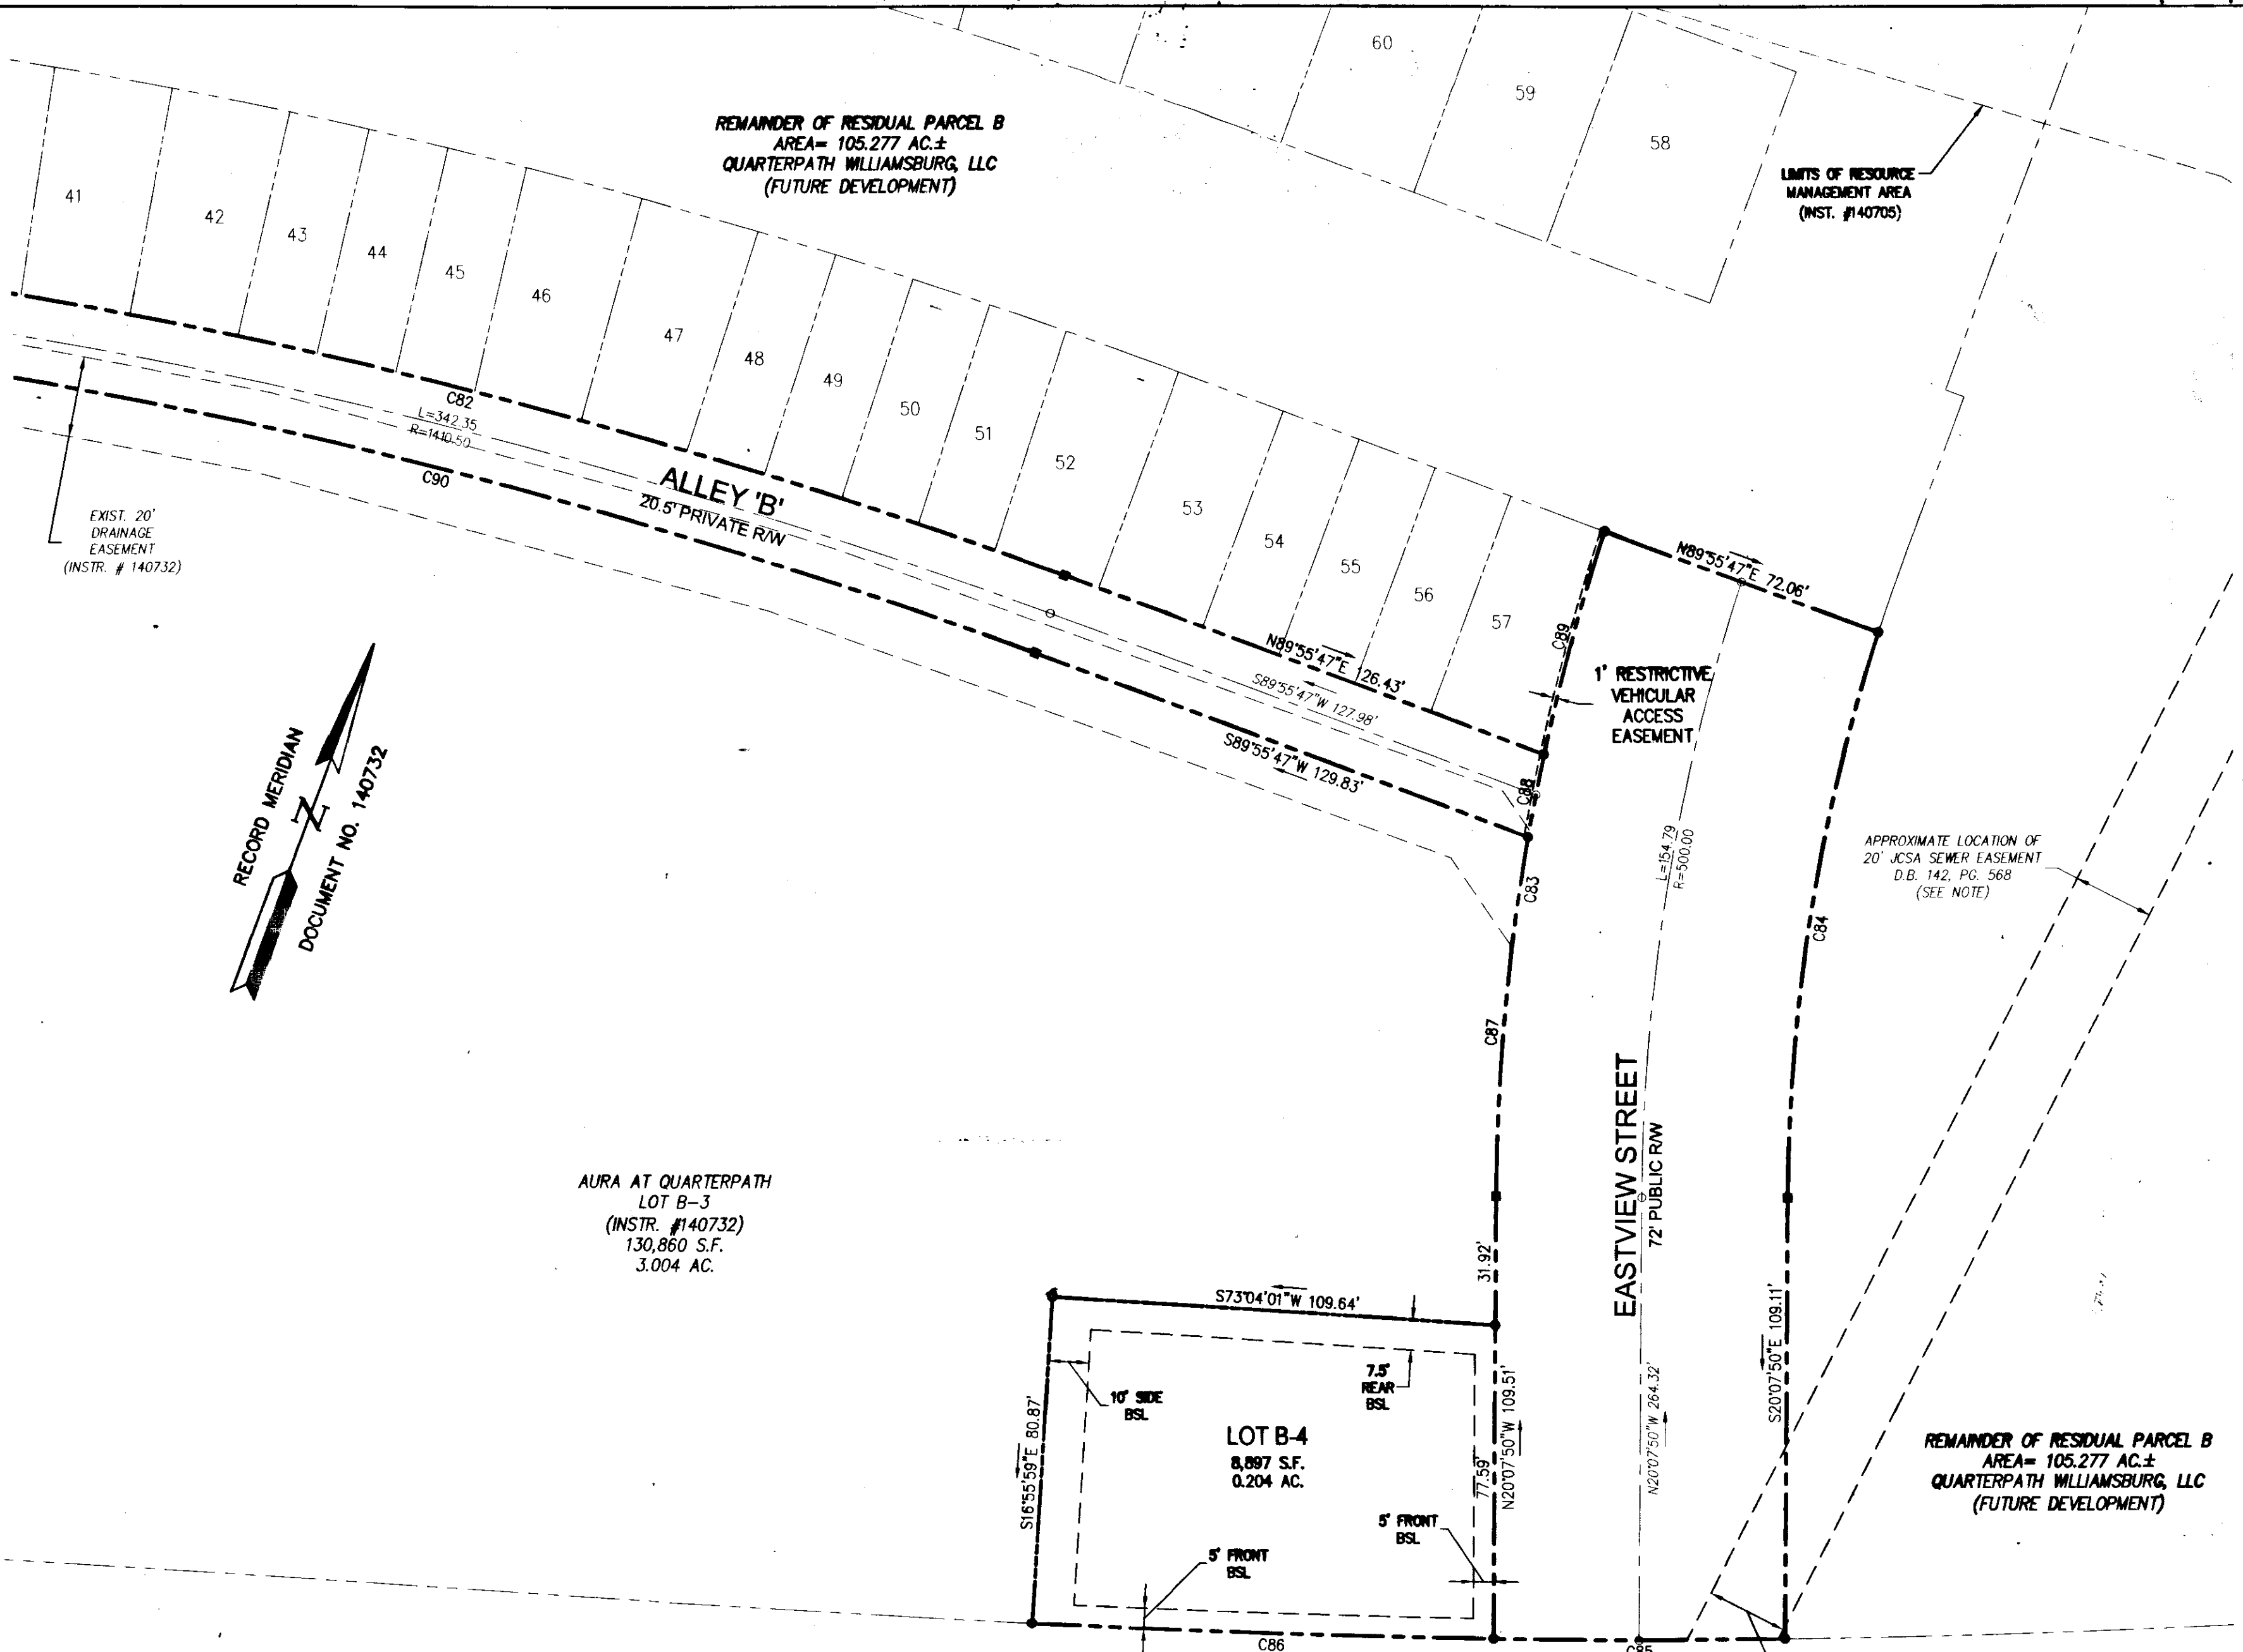 60
59
58
REMAINDER OF RESIDUAL PARCEL B
AREA= 105.277 AC.±
QUARTERPATH WILLIAMSBURG, LLC
(FUTURE DEVELOPMENT)
LIMITS OF RESOURCE
MANAGEMENT AREA
(INST. #140705)
41
42
43
44
45
46
47
48
49
50
51
52
53
54
55
56
57
C82
L=342.35
R=1410.50
C90
ALLEY 'B'
20.5' PRIVATE R/W
EXIST. 20'
DRAINAGE
EASEMENT
(INSTR. # 140732)
N89°55'47"E 72.06'
N89°55'47"E 126.43'
S89°55'47"W 127.98'
S89°55'47"W 129.83'
C89
C88
C83
C87
C84
1' RESTRICTIVE
VEHICULAR
ACCESS
EASEMENT
L=154.79
R=500.00
RECORD MERIDIAN
N
DOCUMENT NO. 140732
APPROXIMATE LOCATION OF
20' JCSA SEWER EASEMENT
D.B. 142, PG. 568
(SEE NOTE)
EASTVIEW STREET
72' PUBLIC R/W
AURA AT QUARTERPATH
LOT B-3
(INSTR. #140732)
130,860 S.F.
3.004 AC.
31.92'
S73°04'01"W 109.64'
S16°55'59"E 80.87'
10' SIDE
BSL
7.5'
REAR
BSL
LOT B-4
8,897 S.F.
0.204 AC.
77.59'
N20°07'50"W 109.51'
N20°07'50"W 264.32'
S20°07'50"E 109.11'
5' FRONT
BSL
5' FRONT
BSL
REMAINDER OF RESIDUAL PARCEL B
AREA= 105.277 AC.±
QUARTERPATH WILLIAMSBURG, LLC
(FUTURE DEVELOPMENT)
C86
C85